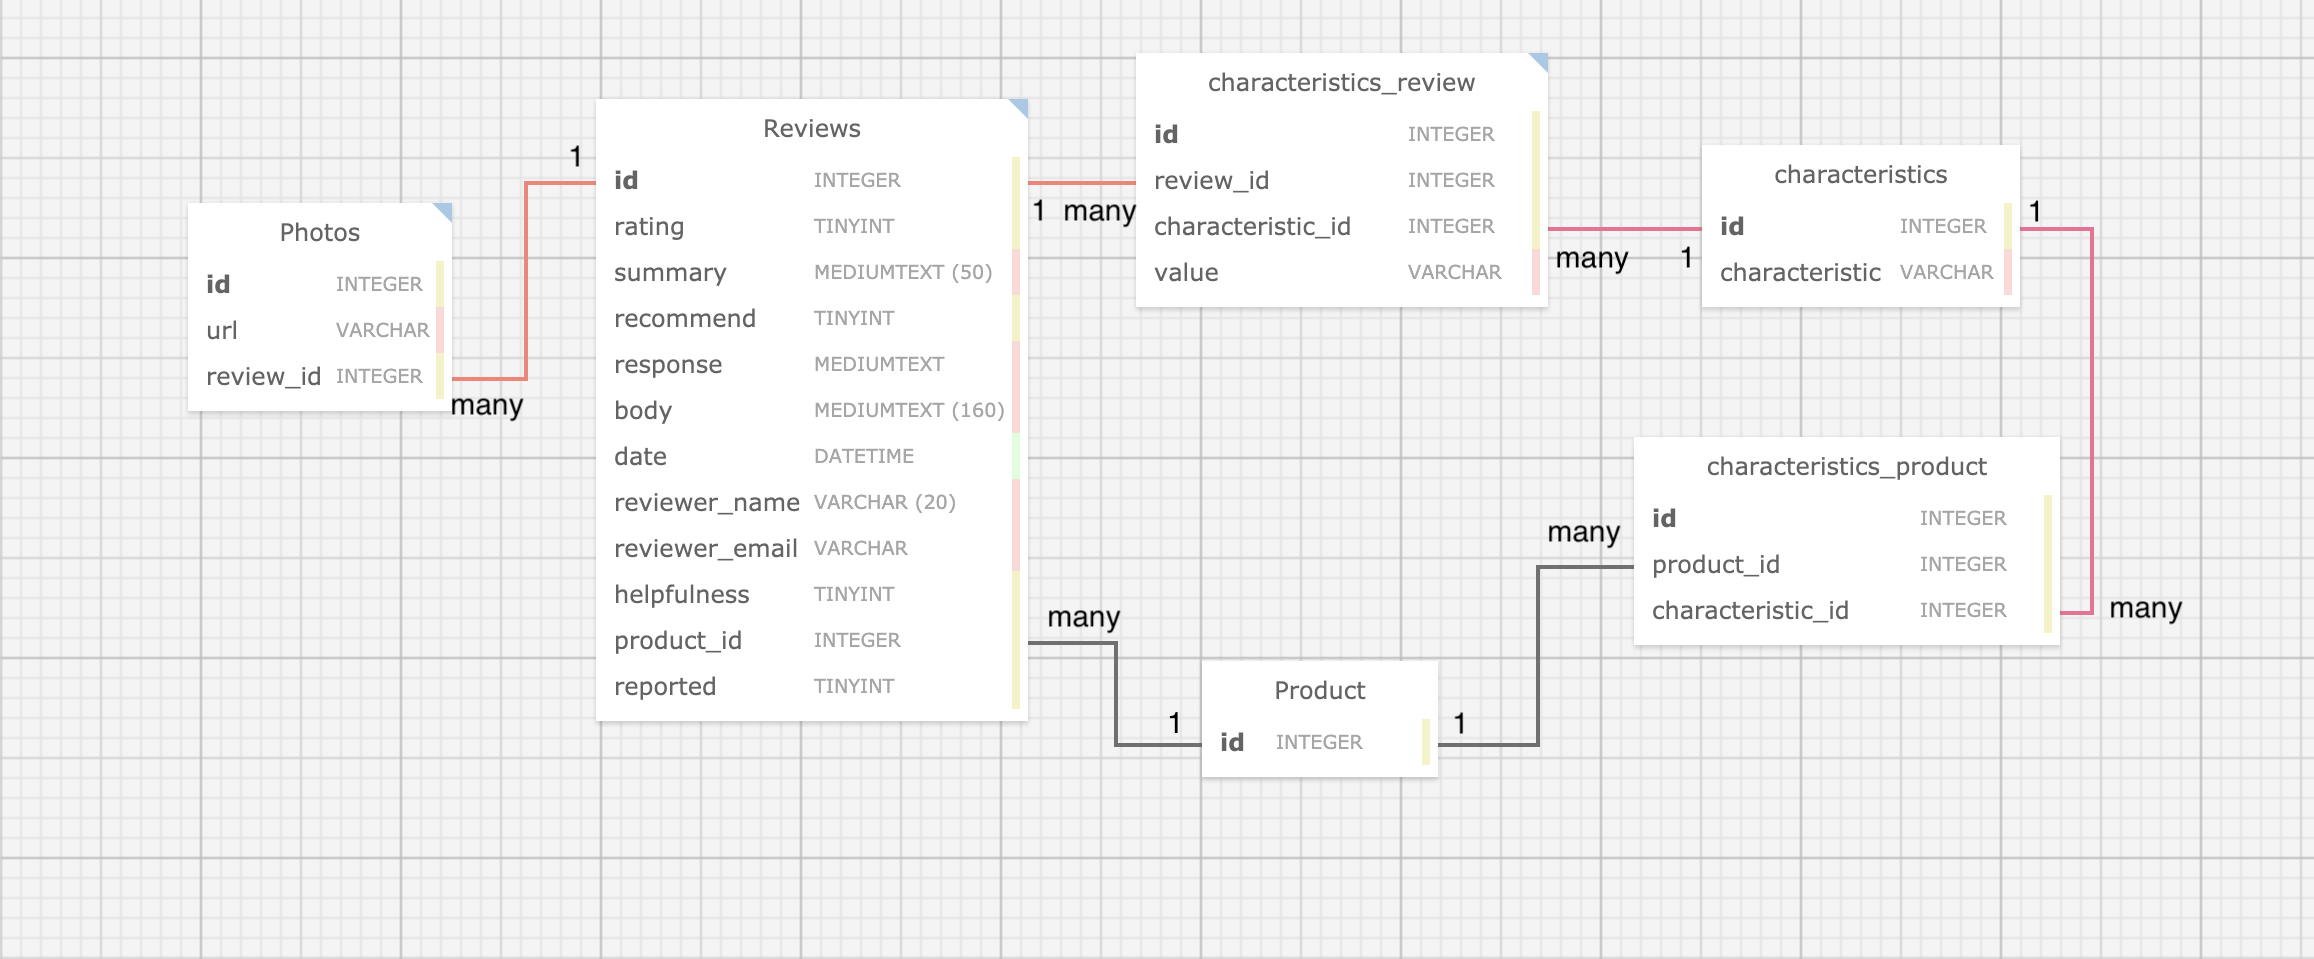 Photos
id INTEGER
url VARCHAR
review_id INTEGER
many
1
Reviews
id INTEGER
rating TINYINT
summary MEDIUMTEXT (50)
recommend TINYINT
response MEDIUMTEXT
body MEDIUMTEXT (160)
date DATETIME
reviewer_name VARCHAR (20)
reviewer_email VARCHAR
helpfulness TINYINT
product_id INTEGER
reported TINYINT
1 many
characteristics_review
id INTEGER
review_id INTEGER
characteristic_id INTEGER
value VARCHAR
many 1
characteristics
id INTEGER
characteristic VARCHAR
1
many
characteristics_product
id INTEGER
product_id INTEGER
characteristic_id INTEGER
many
many
1
Product
id INTEGER
1